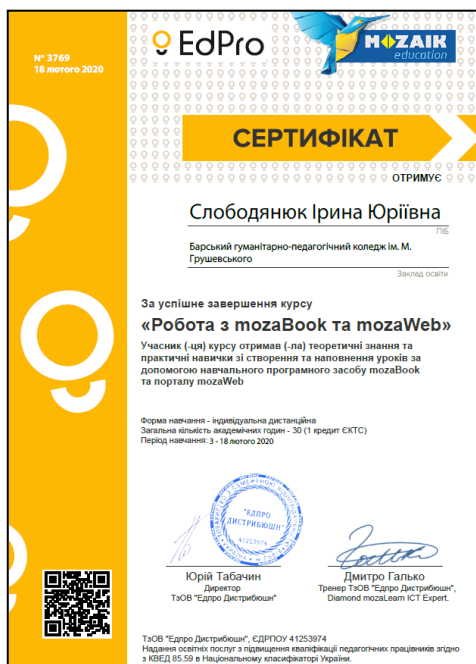 N° 3769
18 лютого 2020
EdPro
MOZAIK
education
СЕРТИФІКАТ
ОТРИМУЄ
Слободянюк Ірина Юріївна
ПІБ
Барський гуманітарно-педагогічний коледж ім. М.
Грушевського
Заклад освіти
За успішне завершення курсу
«Робота з mozaBook та mozaWeb»
Учасник (-ця) курсу отримав (-ла) теоретичні знання та
практичні навички зі створення та наповнення уроків за
допомогою навчального програмного засобу mozaBook
та порталу mozaWeb
Форма навчання - індивідуальна дистанційна
Загальна кількість академічних годин - 30 (1 кредит ЄКТС)
Період навчання: 3 - 18 лютого 2020
"ЕДПРО
ДИСТРИБЮШН"
41253974
Юрій Табачин
Директор
ТзОВ "Едпро Дистрибюшн"
Дмитро Галько
Тренер ТзОВ "Едпро Дистрибюшн",
Diamond mozaLearn ICT Expert.
ТзОВ "Едпро Дистрибюшн", ЄДРПОУ 41253974
Надання освітніх послуг з підвищення кваліфікації педагогічних працівників згідно
з КВЕД 85.59 в Національному класифікаторі України.